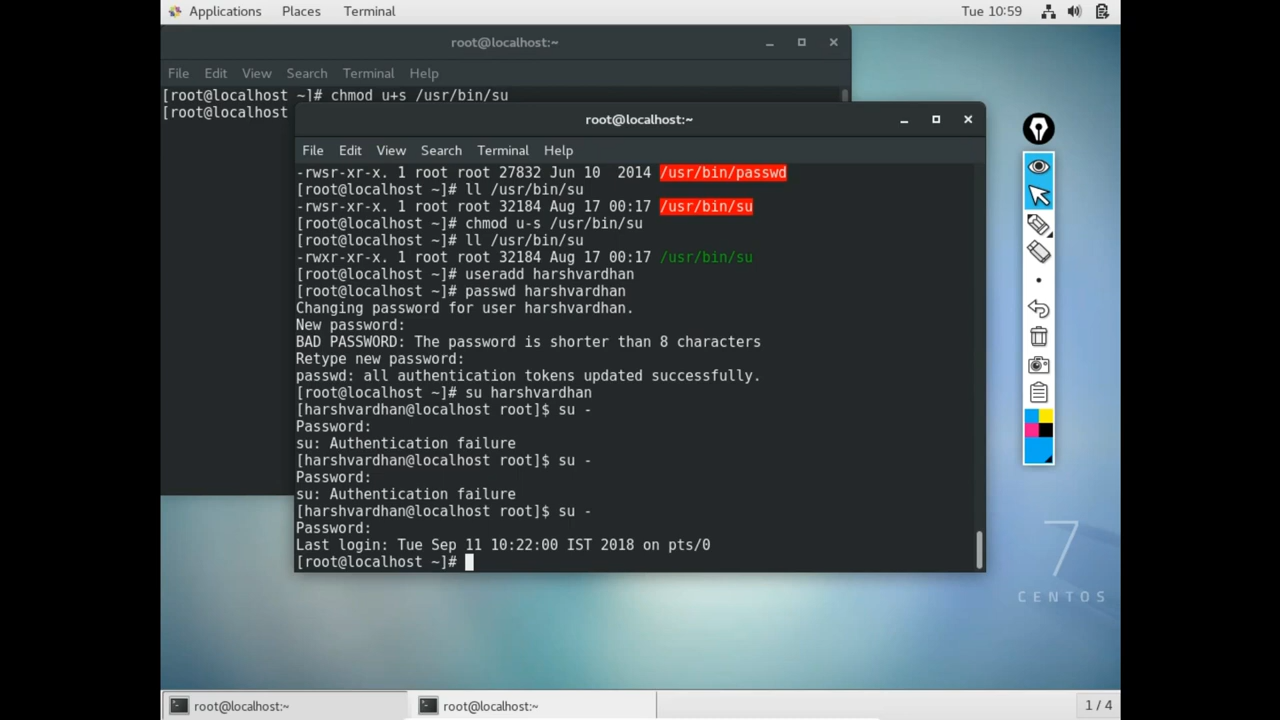 Applications Places Terminal Tue 10:59
root@localhost:~
File Edit View Search Terminal Help
[root@localhost ~]# chmod u+s /usr/bin/su
[root@localhost
root@localhost:~
File Edit View Search Terminal Help
-rwsr-xr-x. 1 root root 27832 Jun 10  2014 /usr/bin/passwd
[root@localhost ~]# ll /usr/bin/su
-rwsr-xr-x. 1 root root 32184 Aug 17 00:17 /usr/bin/su
[root@localhost ~]# chmod u-s /usr/bin/su
[root@localhost ~]# ll /usr/bin/su
-rwxr-xr-x. 1 root root 32184 Aug 17 00:17 /usr/bin/su
[root@localhost ~]# useradd harshvardhan
[root@localhost ~]# passwd harshvardhan
Changing password for user harshvardhan.
New password:
BAD PASSWORD: The password is shorter than 8 characters
Retype new password:
passwd: all authentication tokens updated successfully.
[root@localhost ~]# su harshvardhan
[harshvardhan@localhost root]$ su -
Password:
su: Authentication failure
[harshvardhan@localhost root]$ su -
Password:
su: Authentication failure
[harshvardhan@localhost root]$ su -
Password:
Last login: Tue Sep 11 10:22:00 IST 2018 on pts/0
[root@localhost ~]#
7
CENTOS
root@localhost:~ root@localhost:~ 1 / 4